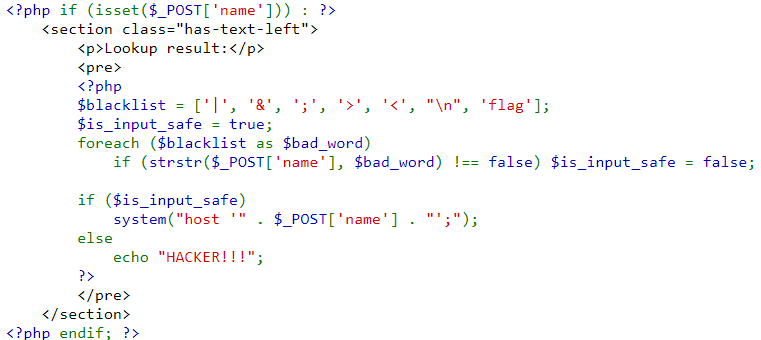 <?php if (isset($_POST['name'])) : ?>
    <section class="has-text-left">
        <p>Lookup result:</p>
        <pre>
        <?php
        $blacklist = ['|', '&', ';', '>', '<', "\n", 'flag'];
        $is_input_safe = true;
        foreach ($blacklist as $bad_word)
            if (strstr($_POST['name'], $bad_word) !== false) $is_input_safe = false;

        if ($is_input_safe)
            system("host '" . $_POST['name'] . "';");
        else
            echo "HACKER!!!";
        ?>
        </pre>
    </section>
<?php endif; ?>